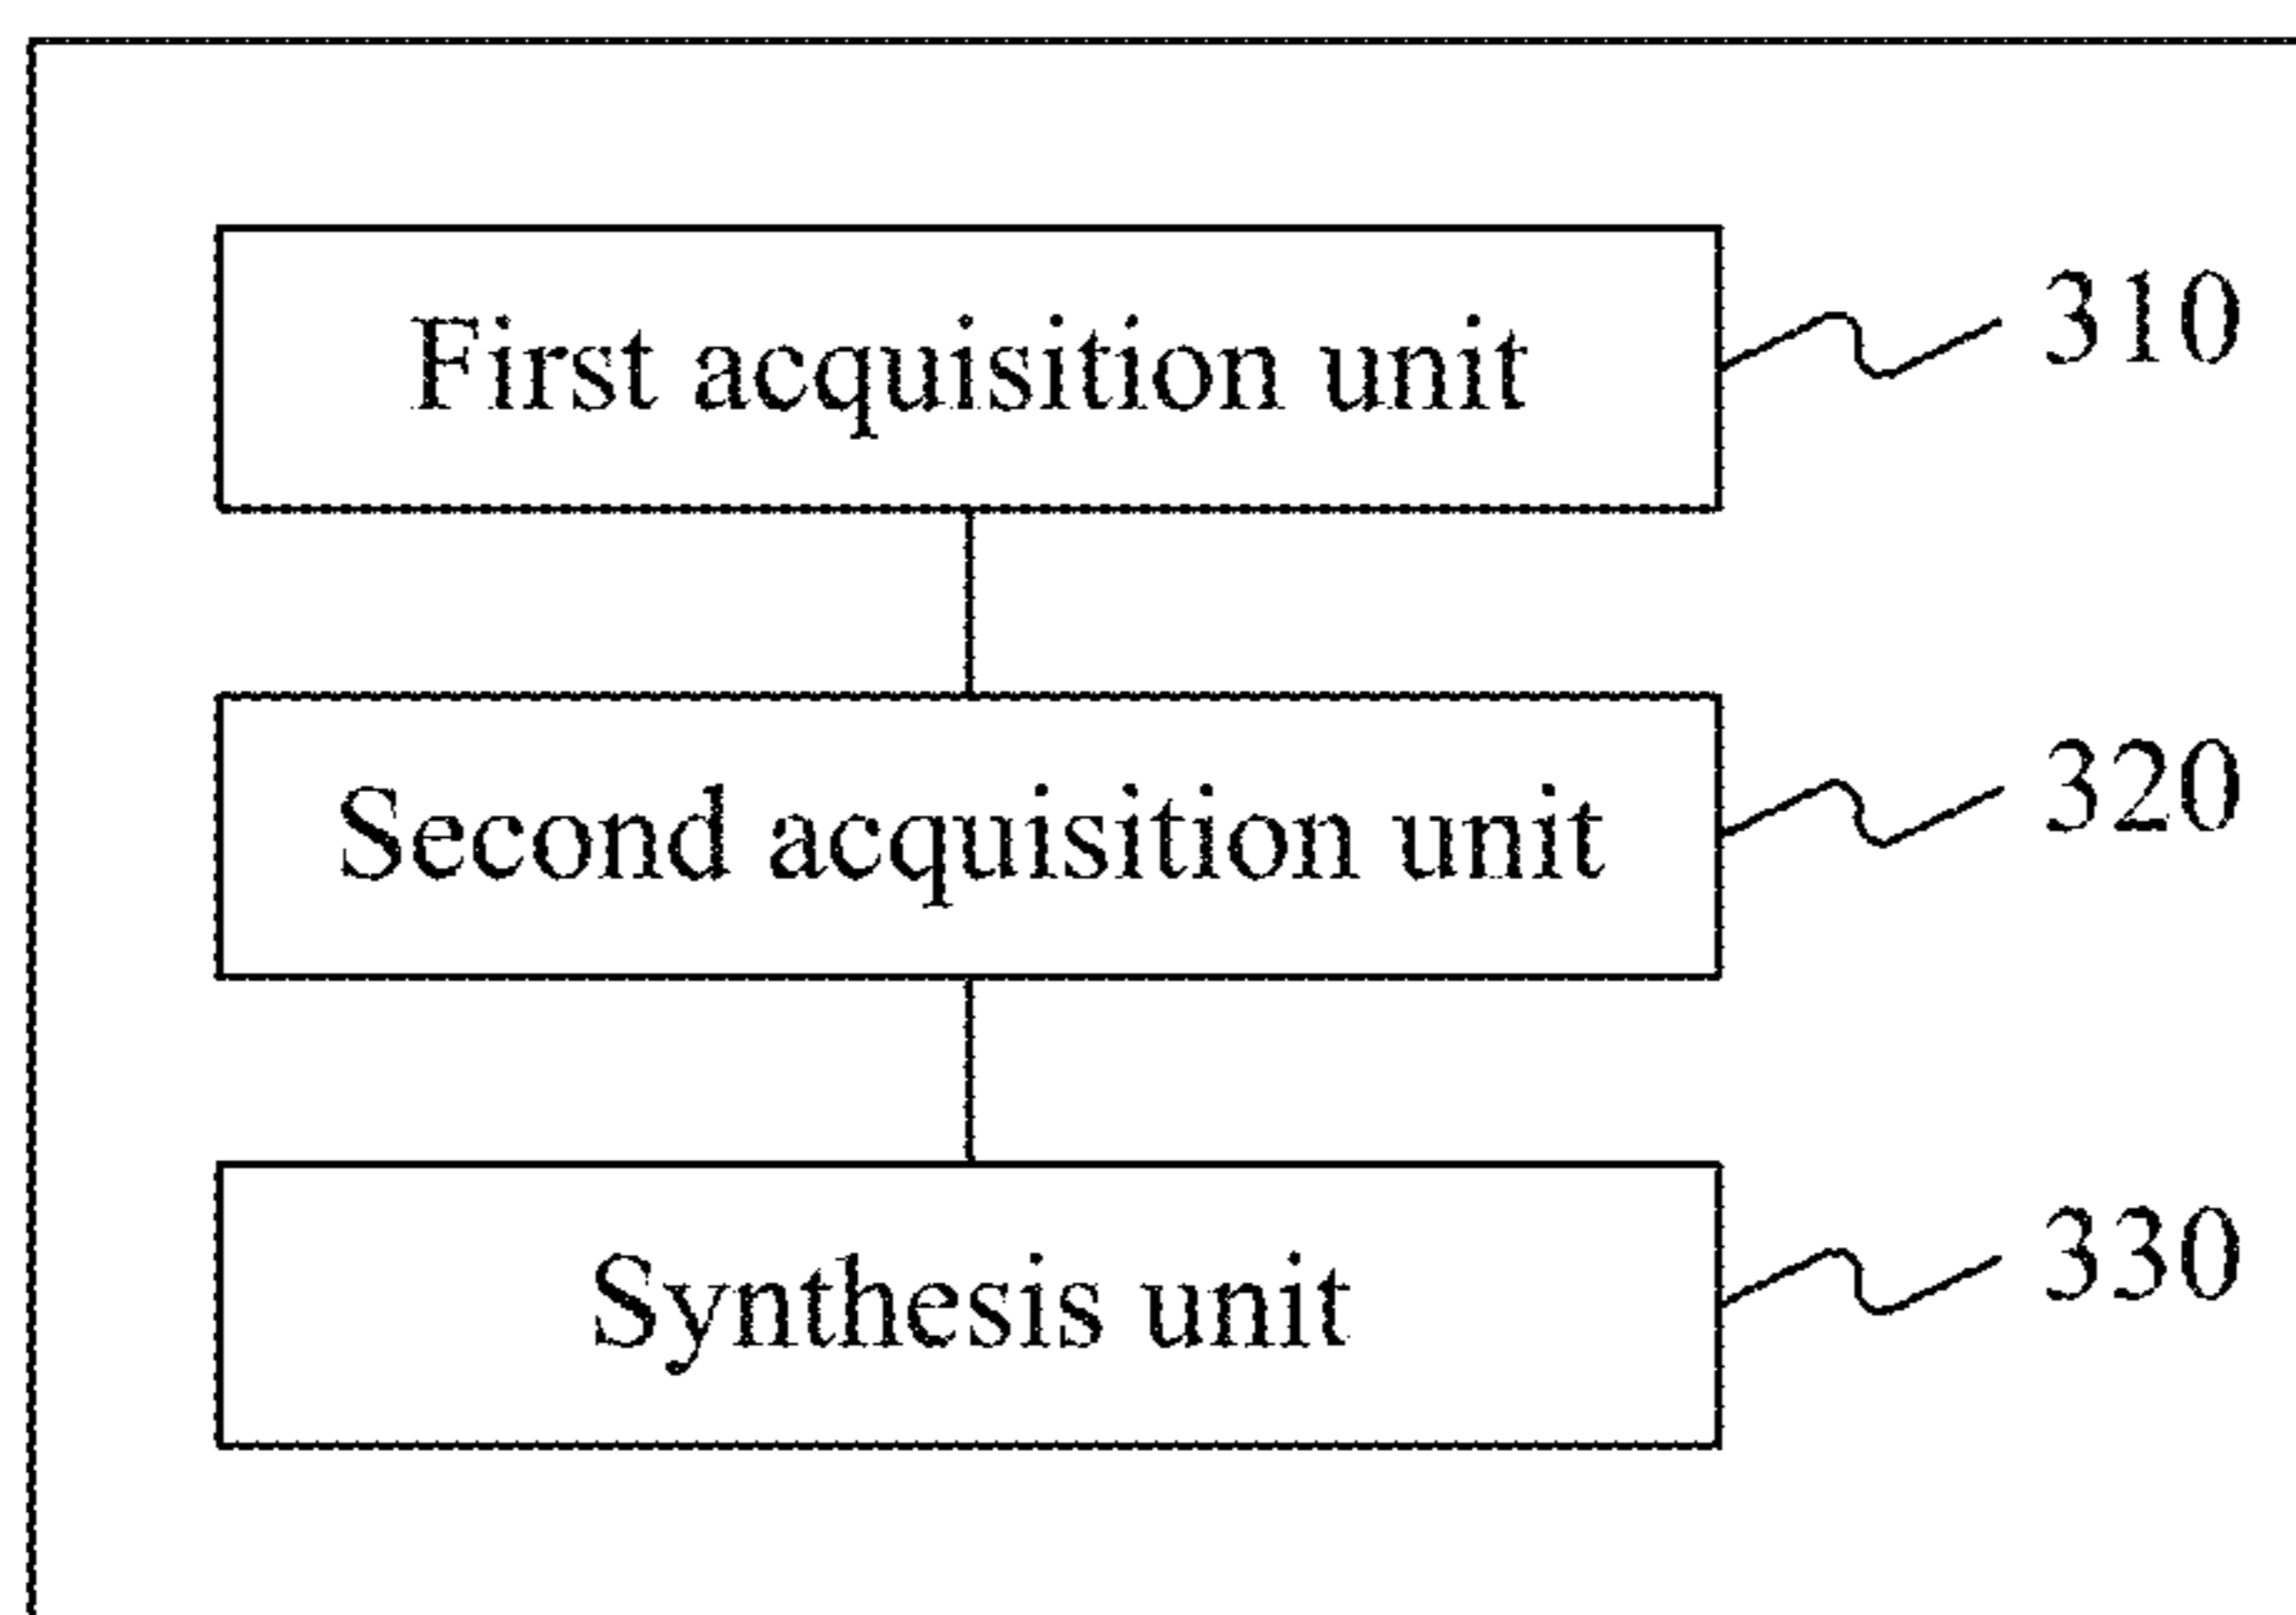 First acquisition unit
310
Second acquisition unit
320
Synthesis unit
330